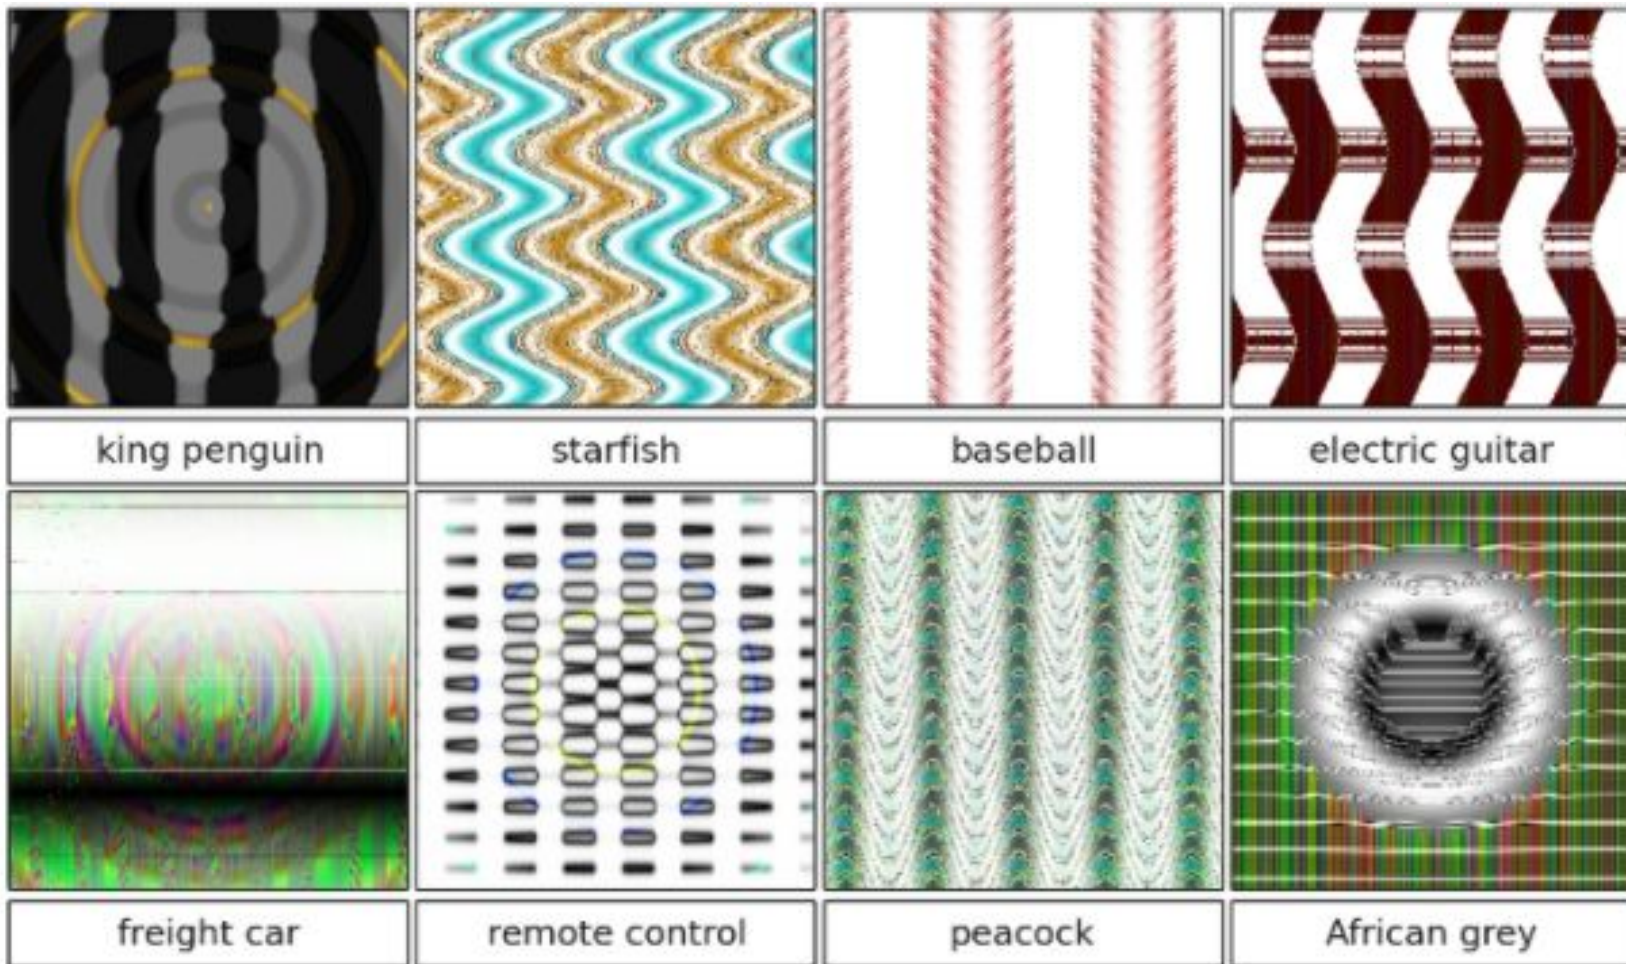 king penguin
starfish
baseball
electric guitar
freight car
remote control
peacock
African grey